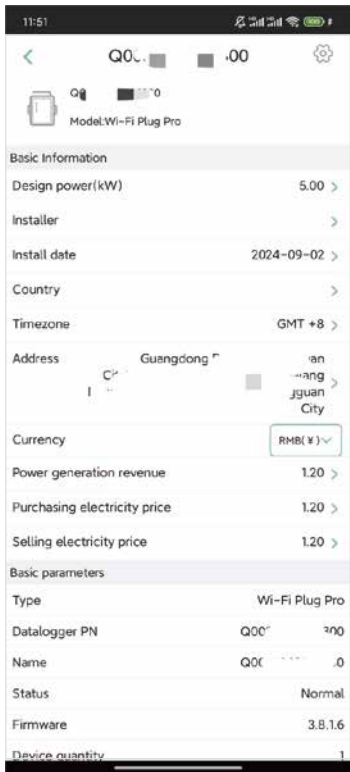 11:51
Model:Wi-Fi Plug Pro
Basic Information
Design power(kW) 5.00
Installer
Install date 2024-09-02
Country
Timezone GMT +8
Address Guangdong
City
Currency RMB(¥)
Power generation revenue 1.20
Purchasing electricity price 1.20
Selling electricity price 1.20
Basic parameters
Type Wi-Fi Plug Pro
Datalogger PN
Name
Status Normal
Firmware 3.8.1.6
Device quantity 1